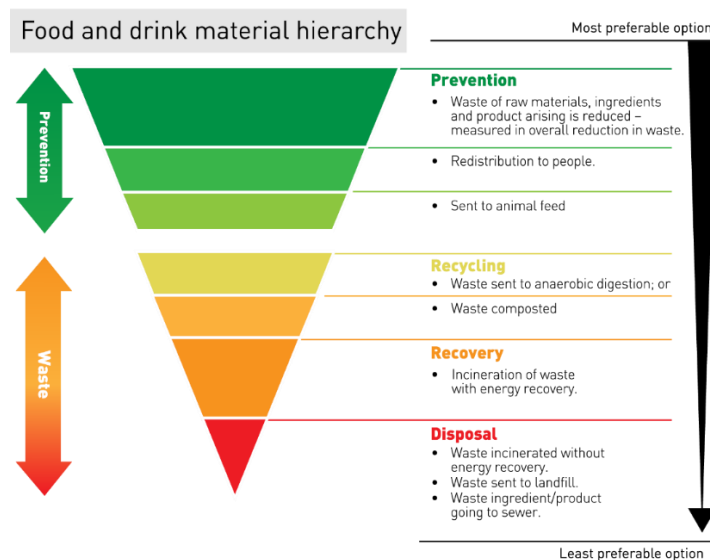 Food and drink material hierarchy
Most preferable option
Prevention
Prevention
• Waste of raw materials, ingredients
and product arising is reduced –
measured in overall reduction in waste.
• Redistribution to people.
• Sent to animal feed
Waste
Recycling
• Waste sent to anaerobic digestion; or
• Waste composted
Recovery
• Incineration of waste
with energy recovery.
Disposal
• Waste incinerated without
energy recovery.
• Waste sent to landfill.
• Waste ingredient/product
going to sewer.
Least preferable option